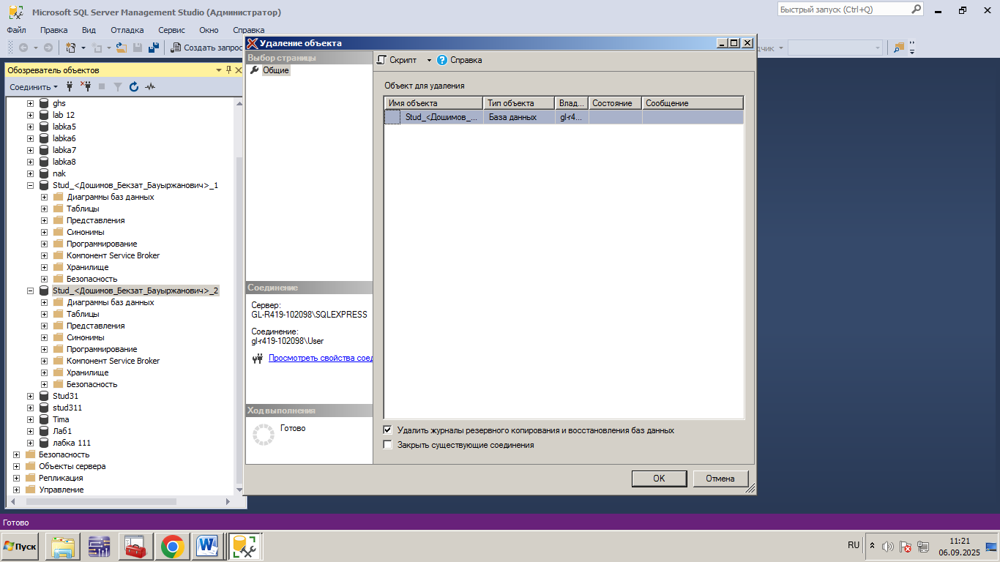 Microsoft SQL Server Management Studio (Администратор)
Быстрый запуск (Ctrl+Q)
Файл Правка Вид Отладка Сервис Окно Справка
Создать запрос
дчик
Обозреватель объектов
Соединить
ghs
lab 12
labka5
labka6
labka7
labka8
nak
Stud_<Дошимов_Бекзат_Бауыржанович>_1
Диаграммы баз данных
Таблицы
Представления
Синонимы
Программирование
Компонент Service Broker
Хранилище
Безопасность
Stud_<Дошимов_Бекзат_Бауыржанович>_2
Диаграммы баз данных
Таблицы
Представления
Синонимы
Программирование
Компонент Service Broker
Хранилище
Безопасность
Stud31
stud311
Tima
Лаб1
лабка 111
Безопасность
Объекты сервера
Репликация
Управление
Удаление объекта
Выбор страницы
Общие
Скрипт Справка
Объект для удаления
Имя объекта Тип объекта Влад... Состояние Сообщение
Stud_<Дошимов_... База данных gl-r4...
Соединение
Сервер:
GL-R419-102098\SQLEXPRESS
Соединение:
gl-r419-102098\User
Просмотреть свойства соед
Ход выполнения
Готово
Удалить журналы резервного копирования и восстановления баз данных
Закрыть существующие соединения
OK Отмена
Готово
Пуск
RU
11:21
06.09.2025